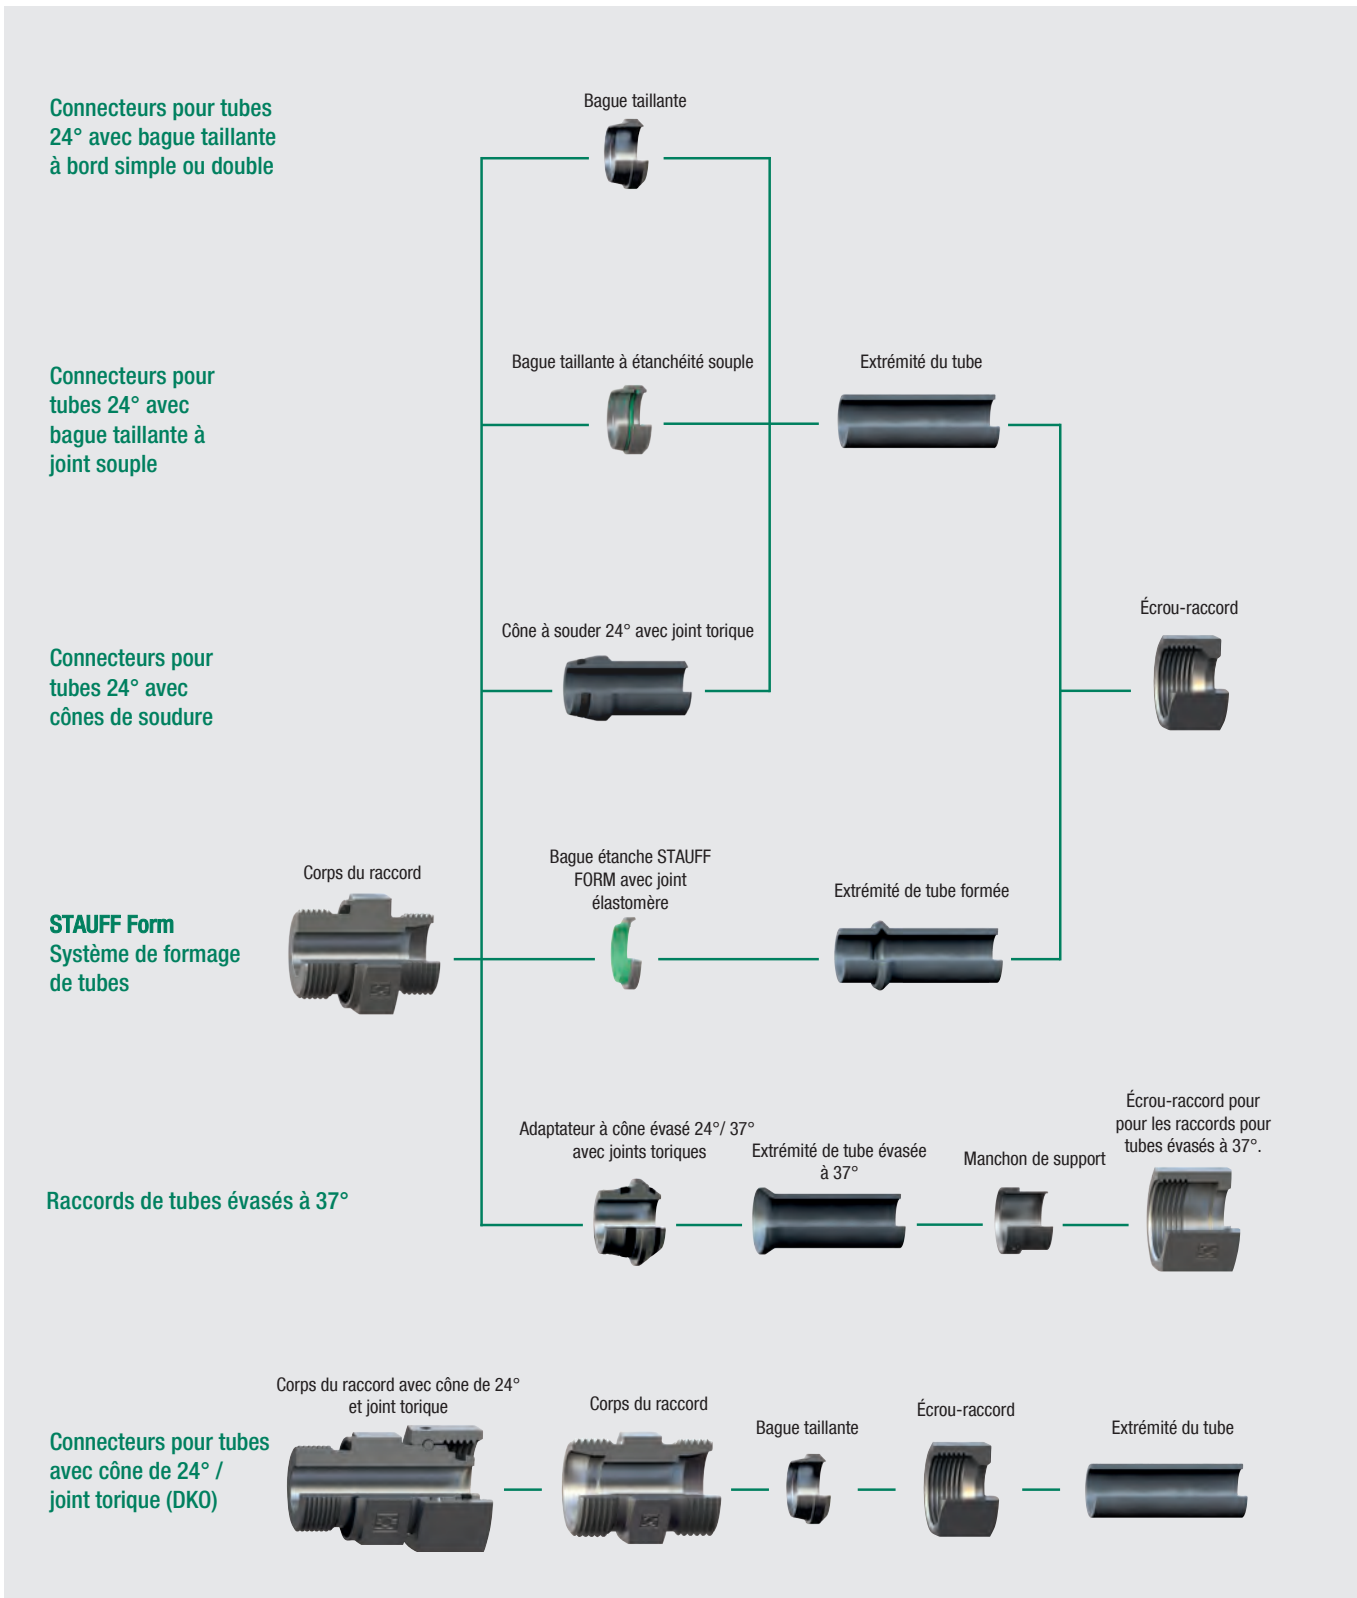 Connecteurs pour tubes
24° avec bague taillante
à bord simple ou double
Bague taillante
Connecteurs pour
tubes 24° avec
bague taillante à
joint souple
Bague taillante à étanchéité souple
Extrémité du tube
Connecteurs pour
tubes 24° avec
cônes de soudure
Cône à souder 24° avec joint torique
Écrou-raccord
STAUFF Form
Système de formage
de tubes
Corps du raccord
Bague étanche STAUFF
FORM avec joint
élastomère
Extrémité de tube formée
Raccords de tubes évasés à 37°
Adaptateur à cône évasé 24°/ 37°
avec joints toriques
Extrémité de tube évasée
à 37°
Manchon de support
Écrou-raccord pour
pour les raccords pour
tubes évasés à 37°.
Connecteurs pour tubes
avec cône de 24° /
joint torique (DKO)
Corps du raccord avec cône de 24°
et joint torique
Corps du raccord
Bague taillante
Écrou-raccord
Extrémité du tube